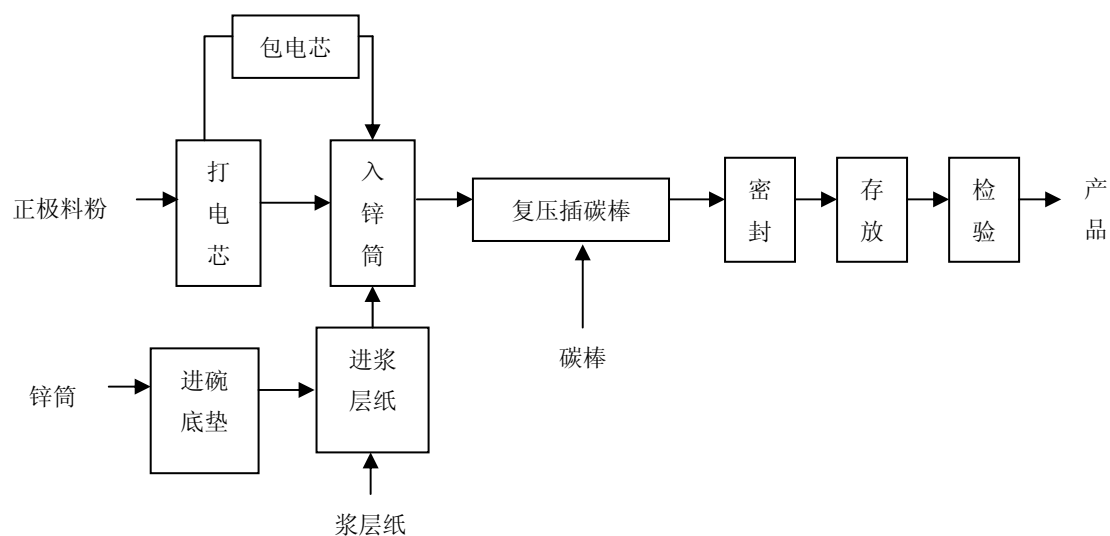 包电芯
正极料粉
打
电
芯
入
锌
筒
复压插碳棒
密
封
存
放
检
验
产
品
碳棒
锌筒
进碗
底垫
进浆
层纸
浆层纸